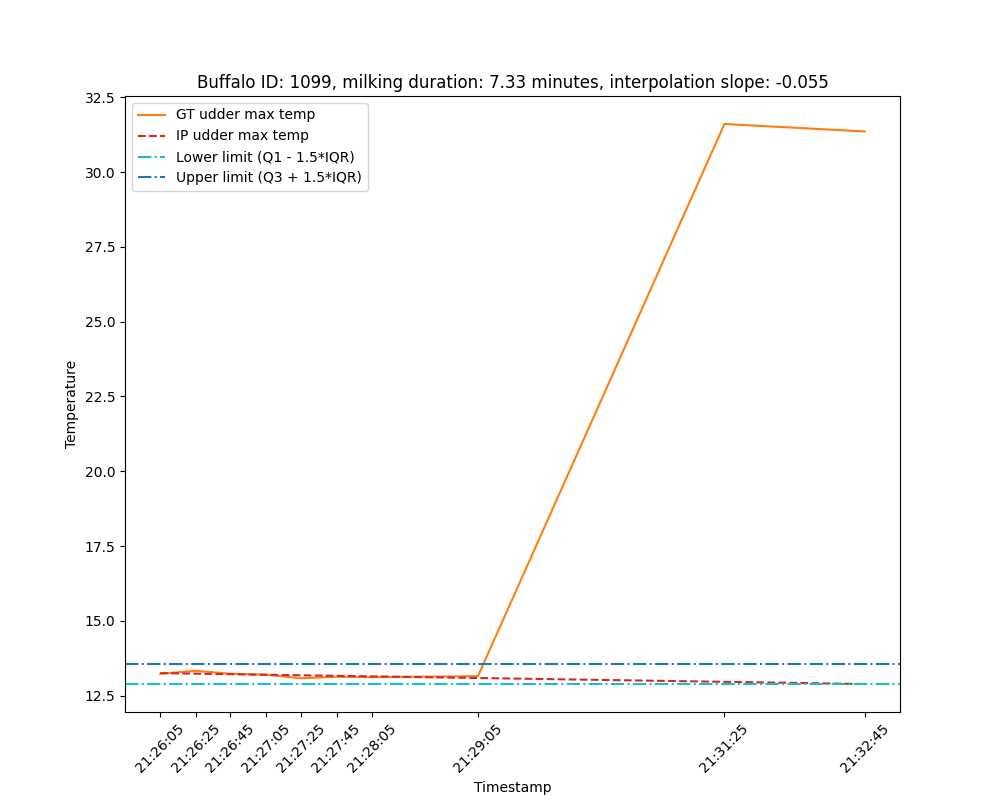 Buffalo ID: 1099, milking duration: 7.33 minutes, interpolation slope: -0.055
GT udder max temp
IP udder max temp
Lower limit (Q1 - 1.5*IQR)
Upper limit (Q3 + 1.5*IQR)
32.5
30.0
27.5
25.0
22.5
20.0
17.5
15.0
12.5
Temperature
21:26:05
21:26:25
21:26:45
21:27:05
21:27:25
21:27:45
21:28:05
21:29:05
21:31:25
21:32:45
Timestamp